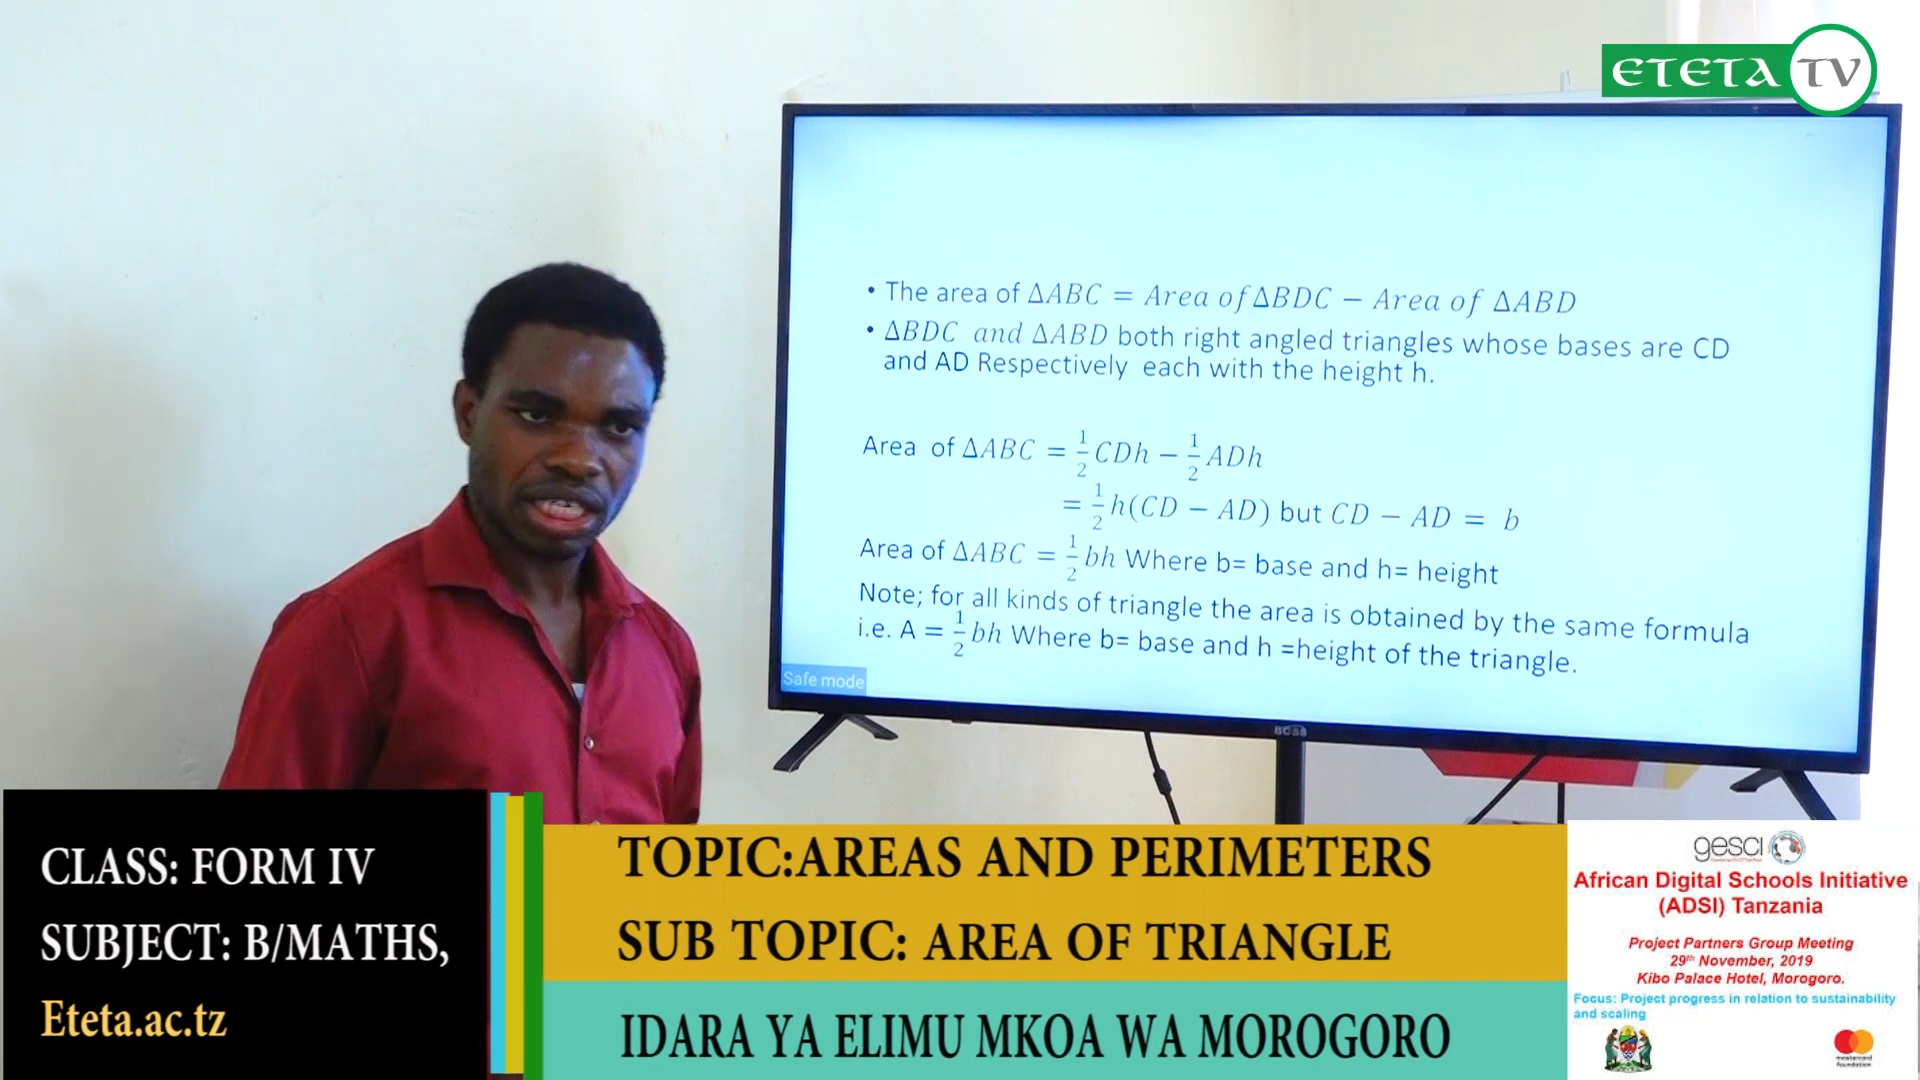 ETETA TV
• The area of ΔABC = Area of ΔBDC − Area of ΔABD
• ΔBDC and ΔABD both right angled triangles whose bases are CD
and AD Respectively each with the height h.
Area of ΔABC = 1/2 CDh − 1/2 ADh
= 1/2 h(CD − AD) but CD − AD = b
Area of ΔABC = 1/2 bh Where b= base and h= height
Note; for all kinds of triangle the area is obtained by the same formula
i.e. A = 1/2 bh Where b= base and h =height of the triangle.
Safe mode
BOSS
CLASS: FORM IV
SUBJECT: B/MATHS,
Eteta.ac.tz
TOPIC:AREAS AND PERIMETERS
SUB TOPIC: AREA OF TRIANGLE
IDARA YA ELIMU MKOA WA MOROGORO
gesci
African Digital Schools Initiative
(ADSI) Tanzania
Project Partners Group Meeting
29th November, 2019
Kibo Palace Hotel, Morogoro.
Focus: Project progress in relation to sustainability
and scaling
mastercard
foundation